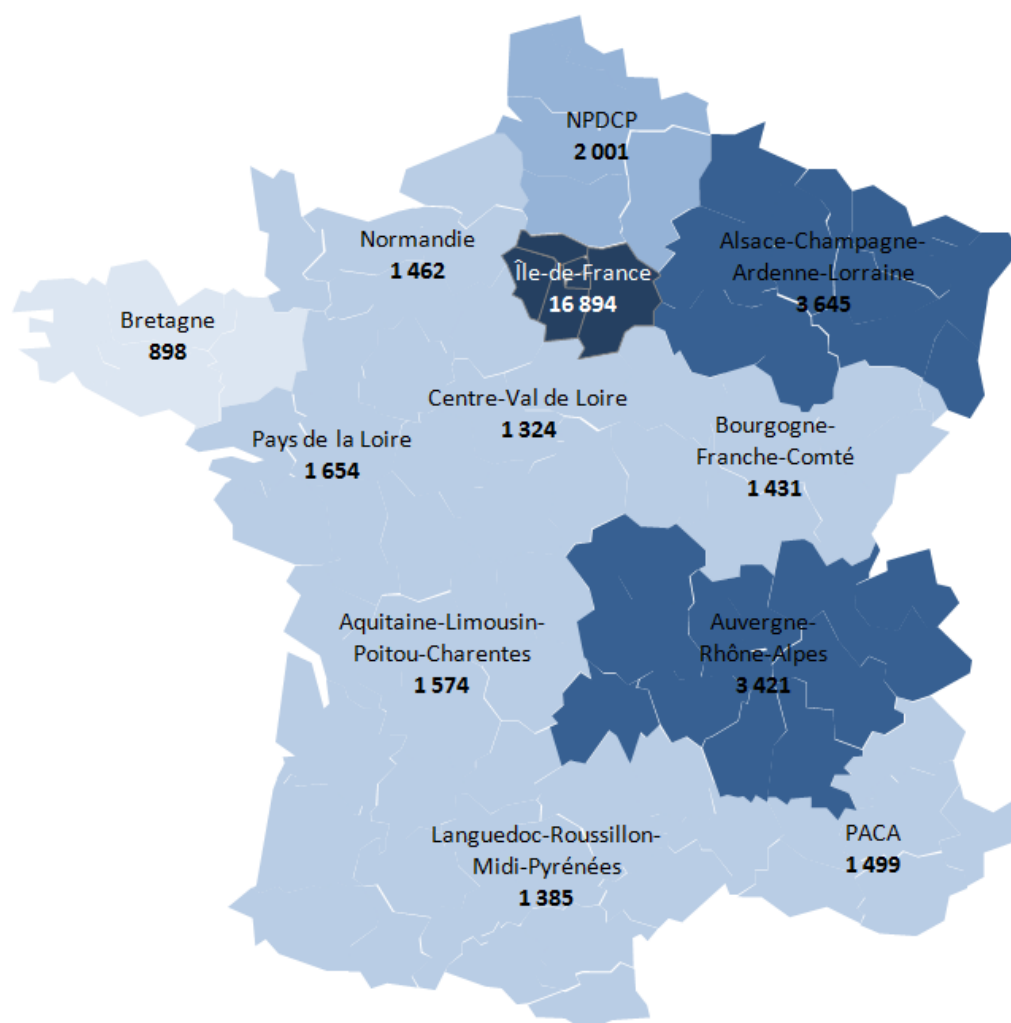 NPDCP
2 001
Normandie
1 462
Île-de-France
16 894
Alsace-Champagne-
Ardenne-Lorraine
3 645
Bretagne
898
Centre-Val de Loire
1 324
Pays de la Loire
1 654
Bourgogne-
Franche-Comté
1 431
Aquitaine-Limousin-
Poitou-Charentes
1 574
Auvergne-
Rhône-Alpes
3 421
Languedoc-Roussillon-
Midi-Pyrénées
1 385
PACA
1 499